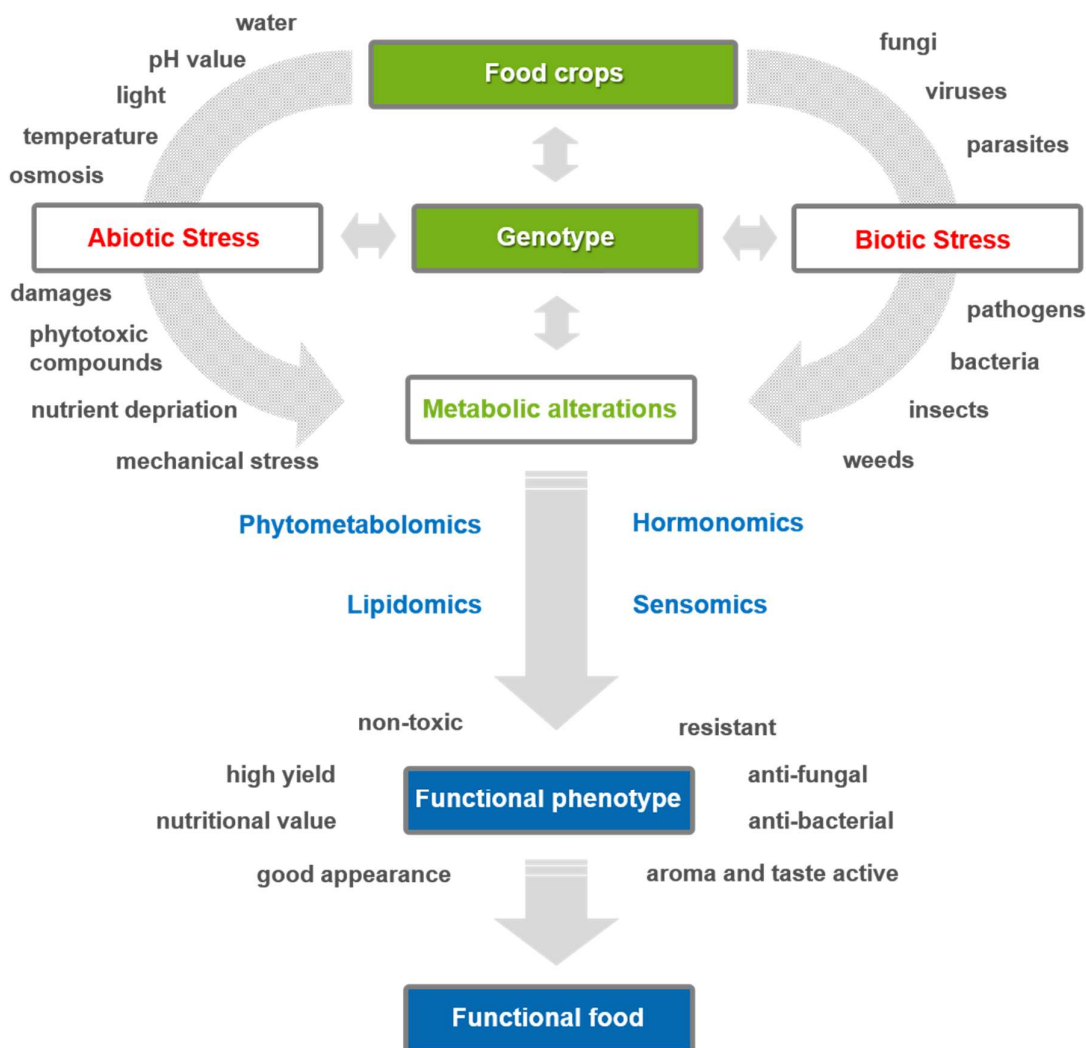 water
pH value
light
temperature
osmosis
Food crops
fungi
viruses
parasites
Abiotic Stress
Genotype
Biotic Stress
damages
phytotoxic
compounds
nutrient depriation
mechanical stress
Metabolic alterations
pathogens
bacteria
insects
weeds
Phytometabolomics
Hormonomics
Lipidomics
Sensomics
non-toxic
resistant
high yield
nutritional value
good appearance
Functional phenotype
anti-fungal
anti-bacterial
aroma and taste active
Functional food